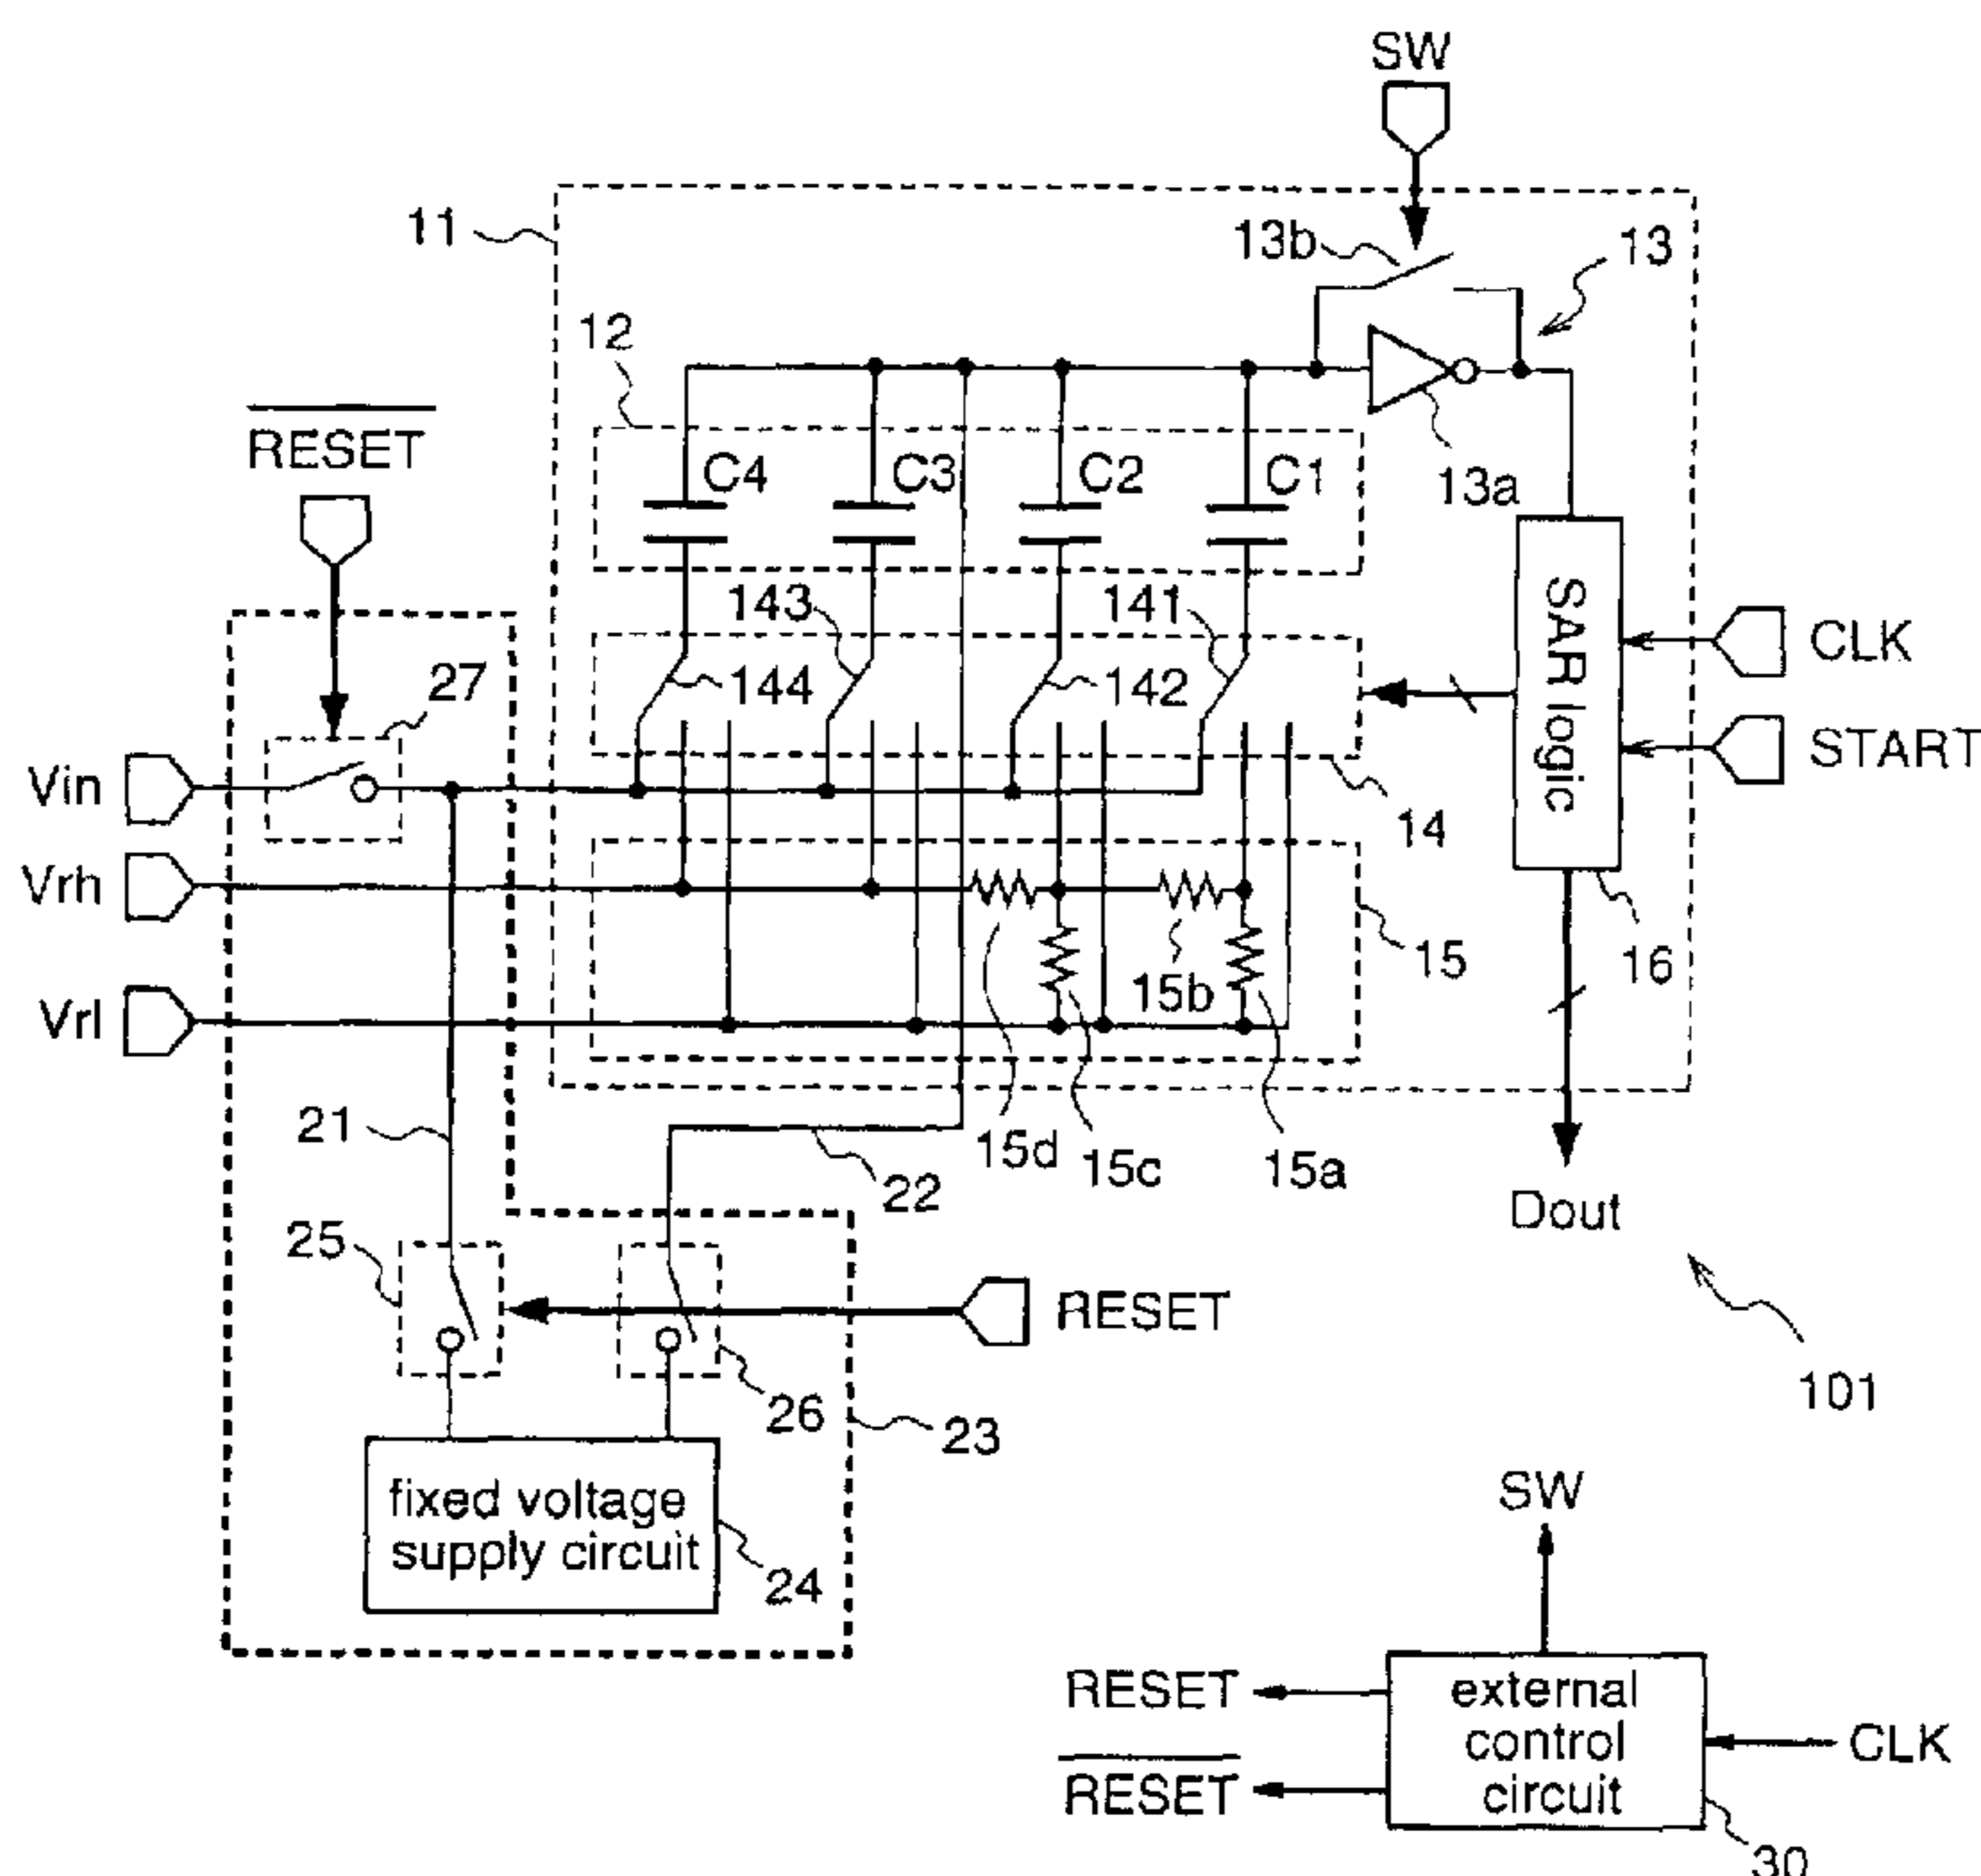 SW
11
13b
13
12
RESET
C4
C3
C2
C1
13a
143
141
SAR logic
CLK
27
144
142
START
Vin
14
Vrh
15
16
15b
Vrl
21
15d
15c
15a
22
Dout
25
RESET
101
26
23
SW
fixed voltage
supply circuit
24
RESET
external
control
circuit
CLK
RESET
30